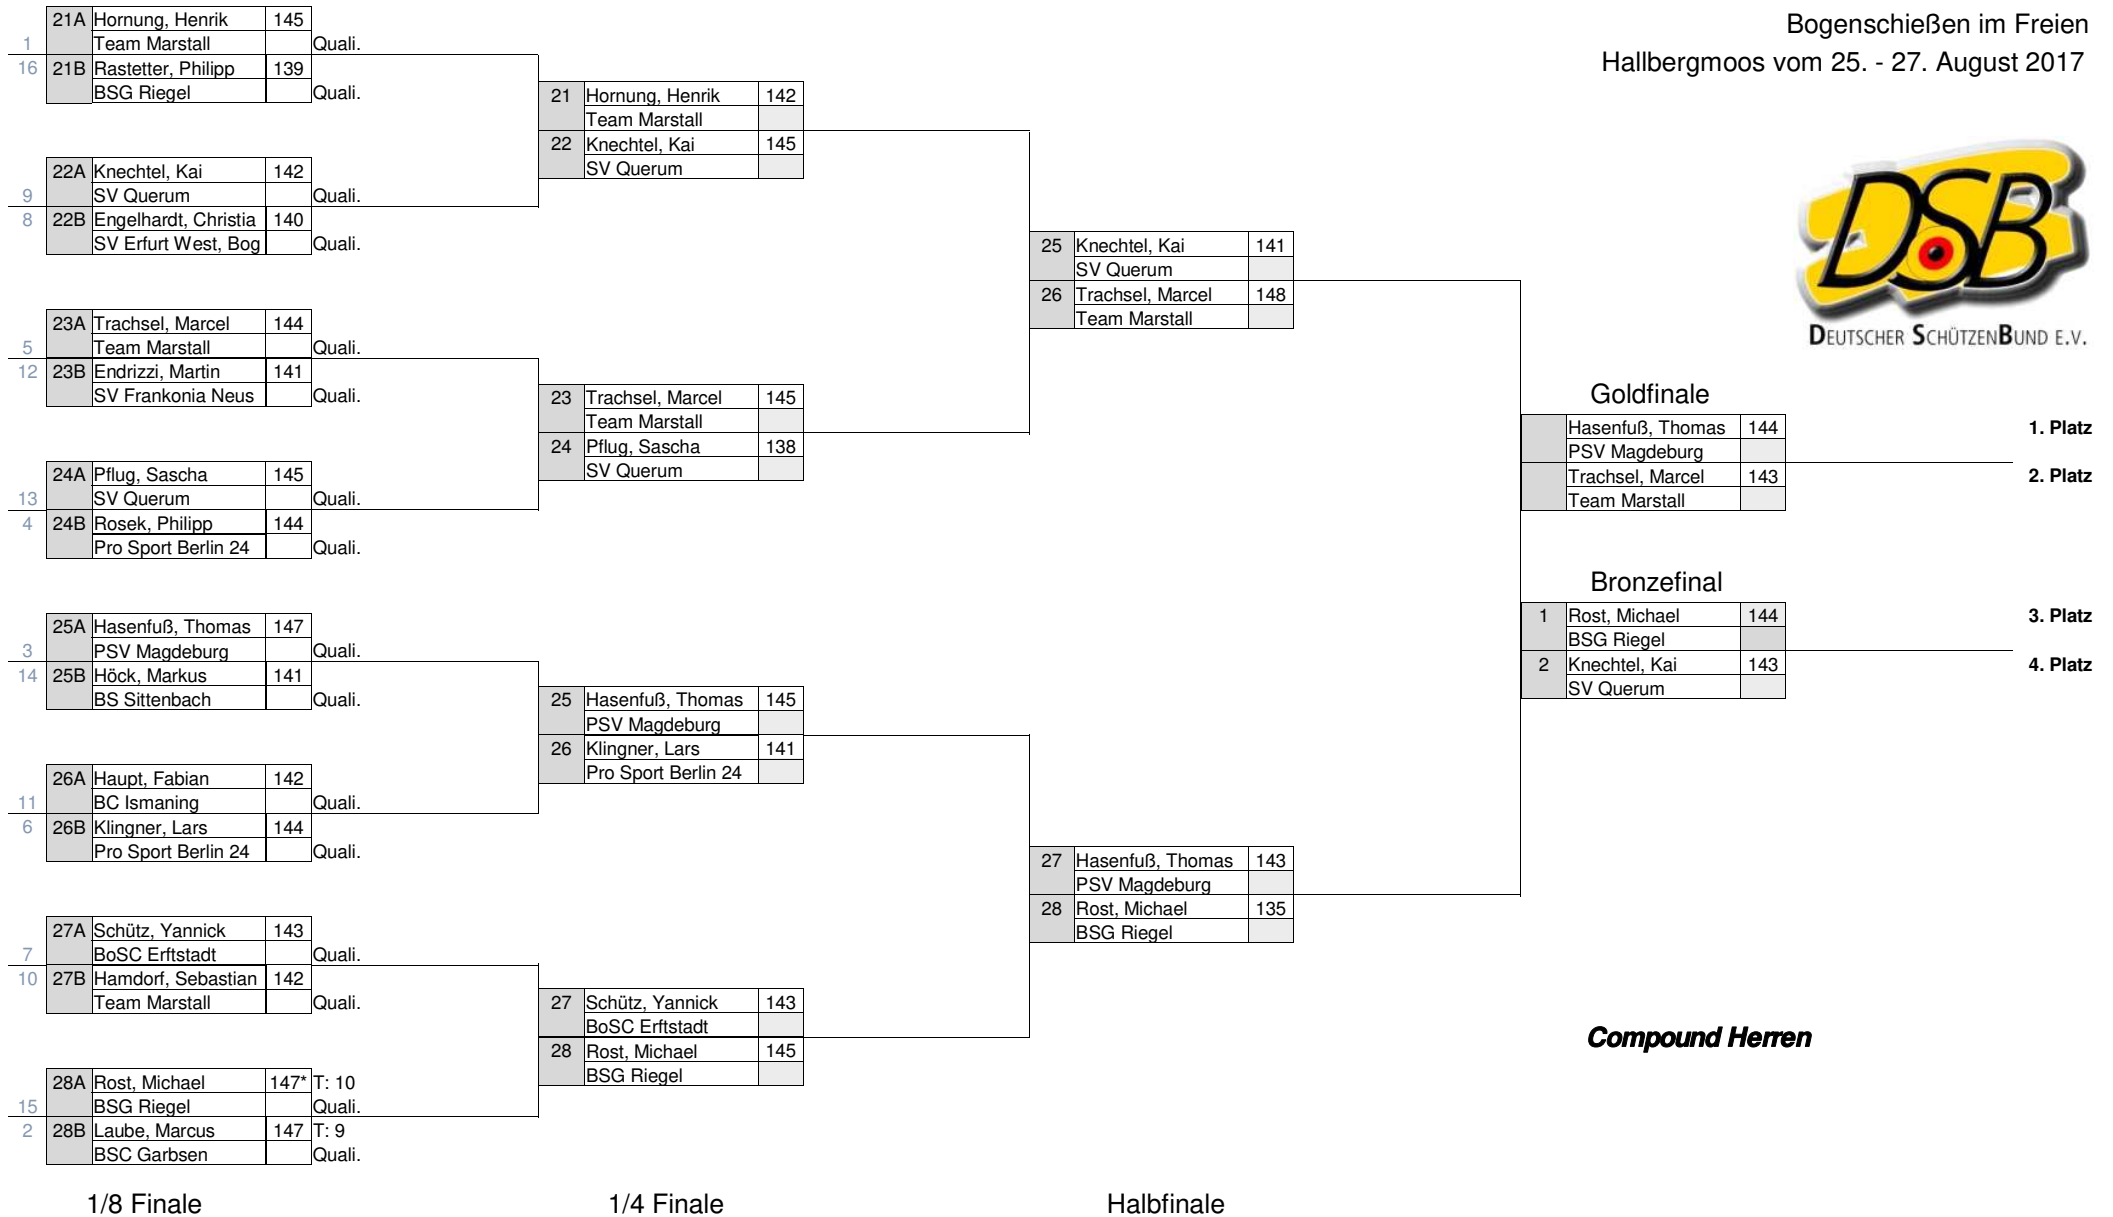 Bogenschießen im Freien
Hallbergmoos vom 25. - 27. August 2017
DSB
DEUTSCHER SCHÜTZENBUND E.V.
21A Hornung, Henrik 145
1 Team Marstall Quali.
16 21B Rastetter, Philipp 139
BSG Riegel Quali.
22A Knechtel, Kai 142
9 SV Querum Quali.
8 22B Engelhardt, Christia 140
SV Erfurt West, Bog Quali.
23A Trachsel, Marcel 144
5 Team Marstall Quali.
12 23B Endrizzi, Martin 141
SV Frankonia Neus Quali.
24A Pflug, Sascha 145
13 SV Querum Quali.
4 24B Rosek, Philipp 144
Pro Sport Berlin 24 Quali.
25A Hasenfuß, Thomas 147
3 PSV Magdeburg Quali.
14 25B Höck, Markus 141
BS Sittenbach Quali.
26A Haupt, Fabian 142
11 BC Ismaning Quali.
6 26B Klingner, Lars 144
Pro Sport Berlin 24 Quali.
27A Schütz, Yannick 143
7 BoSC Erftstadt Quali.
10 27B Hamdorf, Sebastian 142
Team Marstall Quali.
28A Rost, Michael 147* T: 10
15 BSG Riegel Quali.
2 28B Laube, Marcus 147 T: 9
BSC Garbsen Quali.
1/8 Finale
21 Hornung, Henrik 142
Team Marstall
22 Knechtel, Kai 145
SV Querum
23 Trachsel, Marcel 145
Team Marstall
24 Pflug, Sascha 138
SV Querum
25 Hasenfuß, Thomas 145
PSV Magdeburg
26 Klingner, Lars 141
Pro Sport Berlin 24
27 Schütz, Yannick 143
BoSC Erftstadt
28 Rost, Michael 145
BSG Riegel
1/4 Finale
25 Knechtel, Kai 141
SV Querum
26 Trachsel, Marcel 148
Team Marstall
27 Hasenfuß, Thomas 143
PSV Magdeburg
28 Rost, Michael 135
BSG Riegel
Halbfinale
Goldfinale
Hasenfuß, Thomas 144 1. Platz
PSV Magdeburg
Trachsel, Marcel 143 2. Platz
Team Marstall
Bronzefinal
1 Rost, Michael 144 3. Platz
BSG Riegel
2 Knechtel, Kai 143 4. Platz
SV Querum
Compound Herren